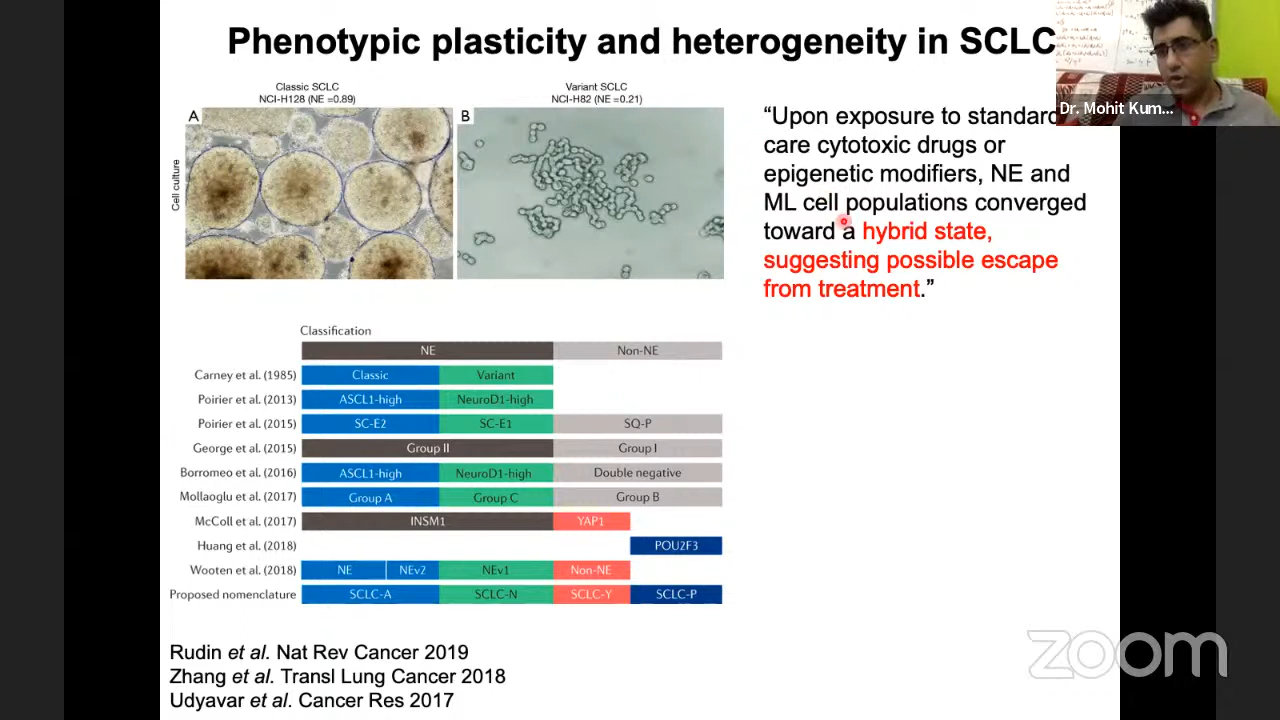 Phenotypic plasticity and heterogeneity in SCLC
Classic SCLC
NCI-H128 (NE =0.89)
Variant SCLC
NCI-H82 (NE =0.21)
A
B
Cell culture
Dr. Mohit Kum...
“Upon exposure to standard
care cytotoxic drugs or
epigenetic modifiers, NE and
ML cell populations converged
toward a hybrid state,
suggesting possible escape
from treatment.”
Classification
NE Non-NE
Carney et al. (1985) Classic Variant
Poirier et al. (2013) ASCL1-high NeuroD1-high
Poirier et al. (2015) SC-E2 SC-E1 SQ-P
George et al. (2015) Group II Group I
Borromeo et al. (2016) ASCL1-high NeuroD1-high Double negative
Mollaoglu et al. (2017) Group A Group C Group B
McColl et al. (2017) INSM1 YAP1
Huang et al. (2018) POU2F3
Wooten et al. (2018) NE NEv2 NEv1 Non-NE
Proposed nomenclature SCLC-A SCLC-N SCLC-Y SCLC-P
Rudin et al. Nat Rev Cancer 2019
Zhang et al. Transl Lung Cancer 2018
Udyavar et al. Cancer Res 2017
zoom